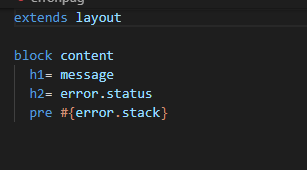 extends layout
block content
h1= message
h2= error.status
pre #{error.stack}